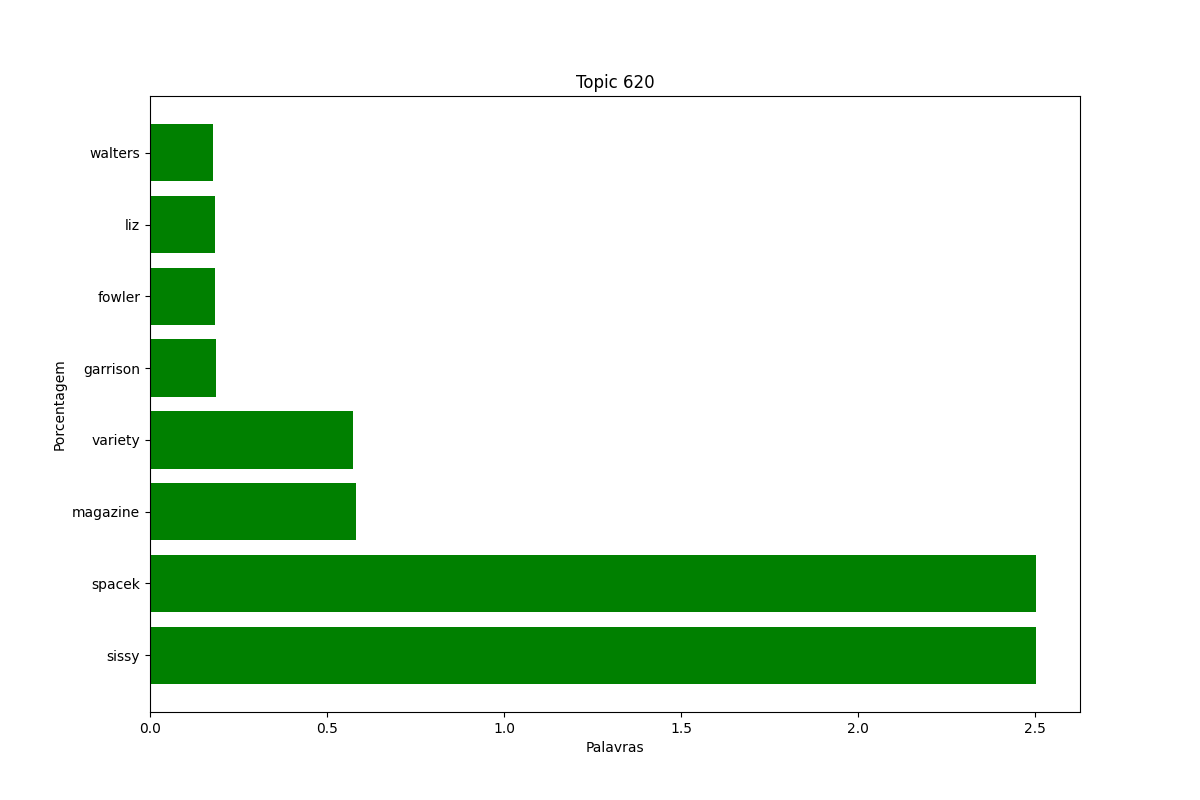 Topic 620
walters
liz
fowler
garrison
variety
magazine
spacek
sissy
Porcentagem
0.0 0.5 1.0 1.5 2.0 2.5
Palavras